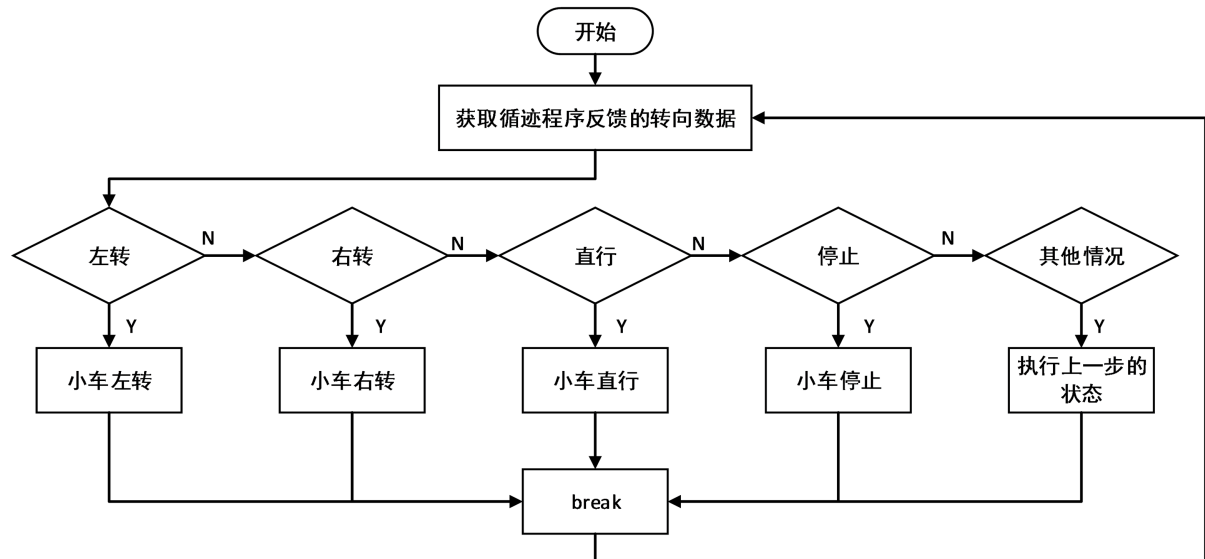 开始
获取循迹程序反馈的转向数据
左转
N
右转
N
直行
N
停止
N
其他情况
Y
Y
Y
Y
Y
小车左转
小车右转
小车直行
小车停止
执行上一步的
状态
break